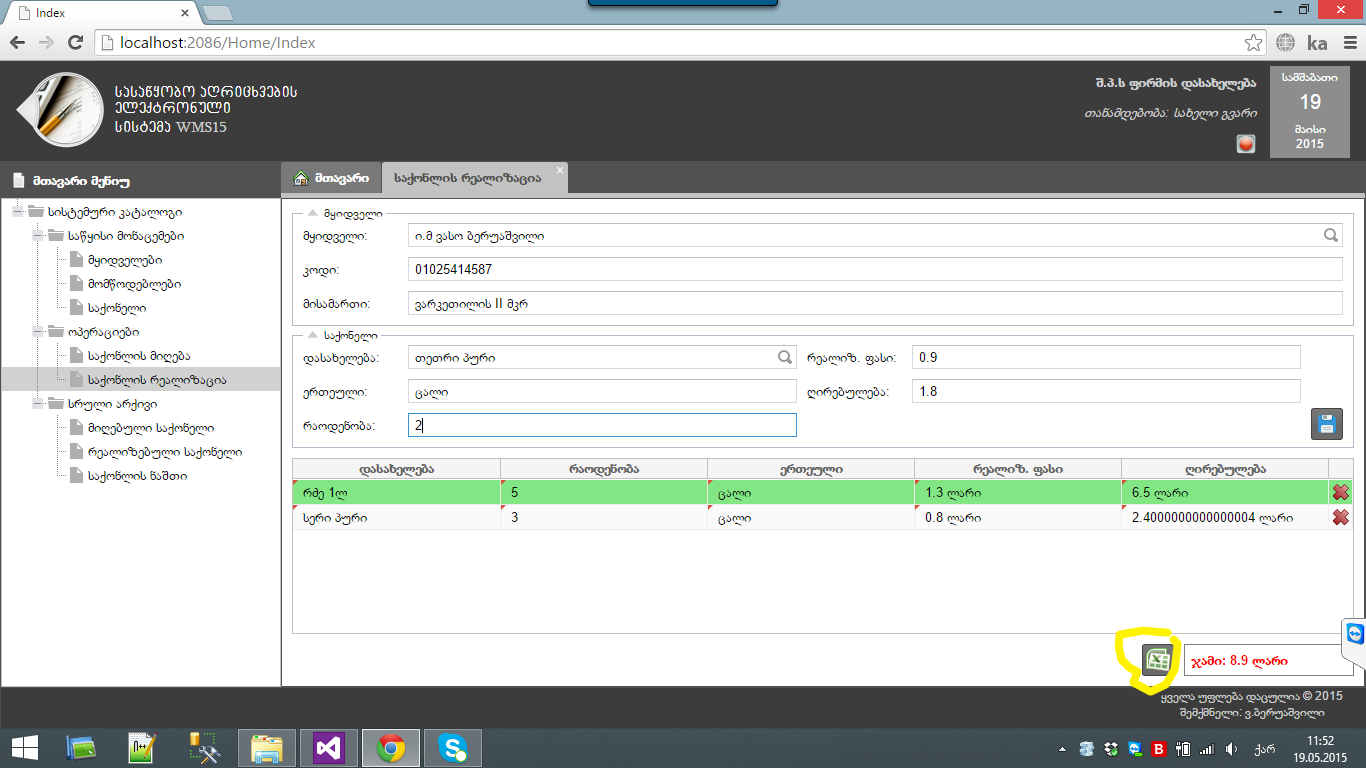 Index
localhost:2086/Home/Index
ka
სასაწყობო აღრიცხვების
ელექტრონული
სისტემა WMS15
შ.პ.ს ფირმის დასახელება
თანამდებობა: სახელი გვარი
სამშაბათი
19
მაისი
2015
მთავარი მენიუ
მთავარი
საქონლის რეალიზაცია
სისტემური კატალოგი
საწყისი მონაცემები
მყიდველები
მომწოდებლები
საქონელი
ოპერაციები
საქონლის მიღება
საქონლის რეალიზაცია
სრული არქივი
მიღებული საქონელი
რეალიზებული საქონელი
საქონლის ნაშთი
მყიდველი
მყიდველი: ი.მ ვასო ბერუაშვილი
კოდი: 01025414587
მისამართი: ვარკეთილის II მკრ
საქონელი
დასახელება: თეთრი პური რეალიზ. ფასი: 0.9
ერთეული: ცალი ღირებულება: 1.8
რაოდენობა: 2
დასახელება რაოდენობა ერთეული რეალიზ. ფასი ღირებულება
რძე 1ლ 5 ცალი 1.3 ლარი 6.5 ლარი
სერი პური 3 ცალი 0.8 ლარი 2.4000000000000004 ლარი
ჯამი: 8.9 ლარი
ყველა უფლება დაცულია © 2015
შემქმნელი: ვ.ბერუაშვილი
ქარ
11:52
19.05.2015